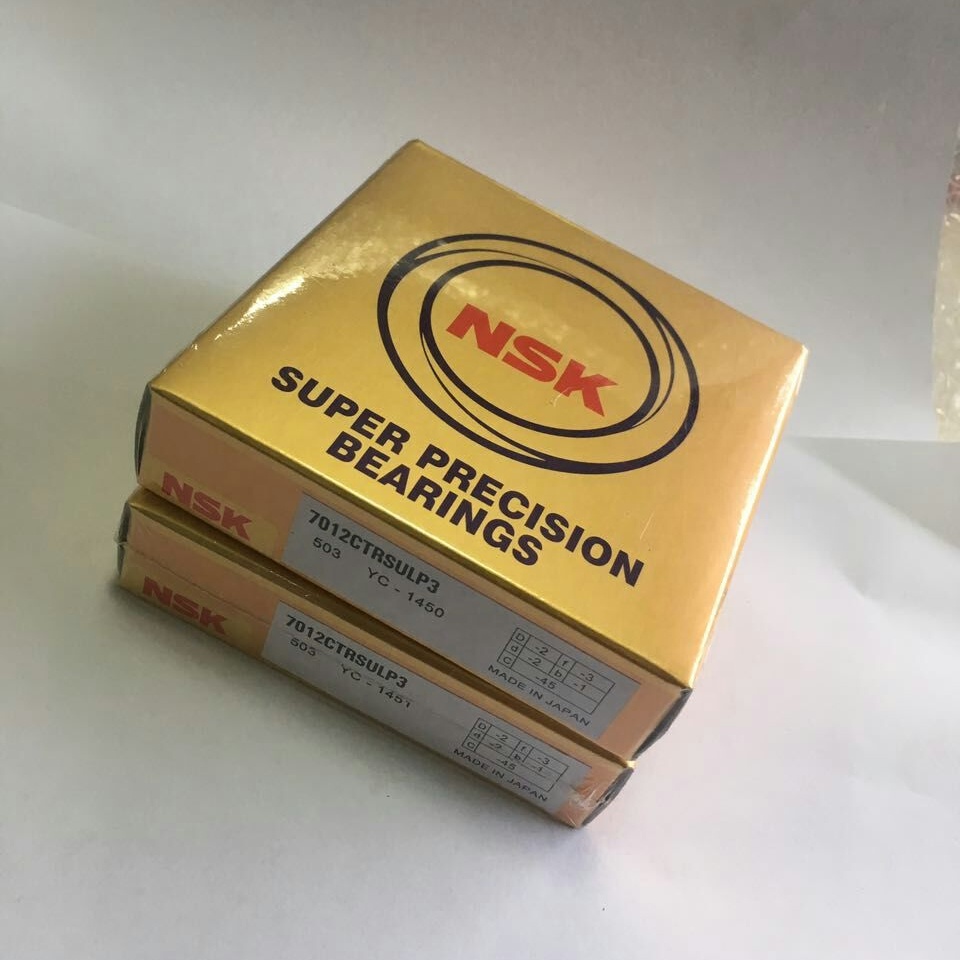 NSK
SUPER PRECISION
BEARINGS
NSK
7012CTRSULP3
503 YC - 1450
D -2 f -3
d -2 b -1
C -45
MADE IN JAPAN
NSK
7012CTRSULP3
503 YC - 1451
D -2 f -3
d -2 b -1
C -45
MADE IN JAPAN